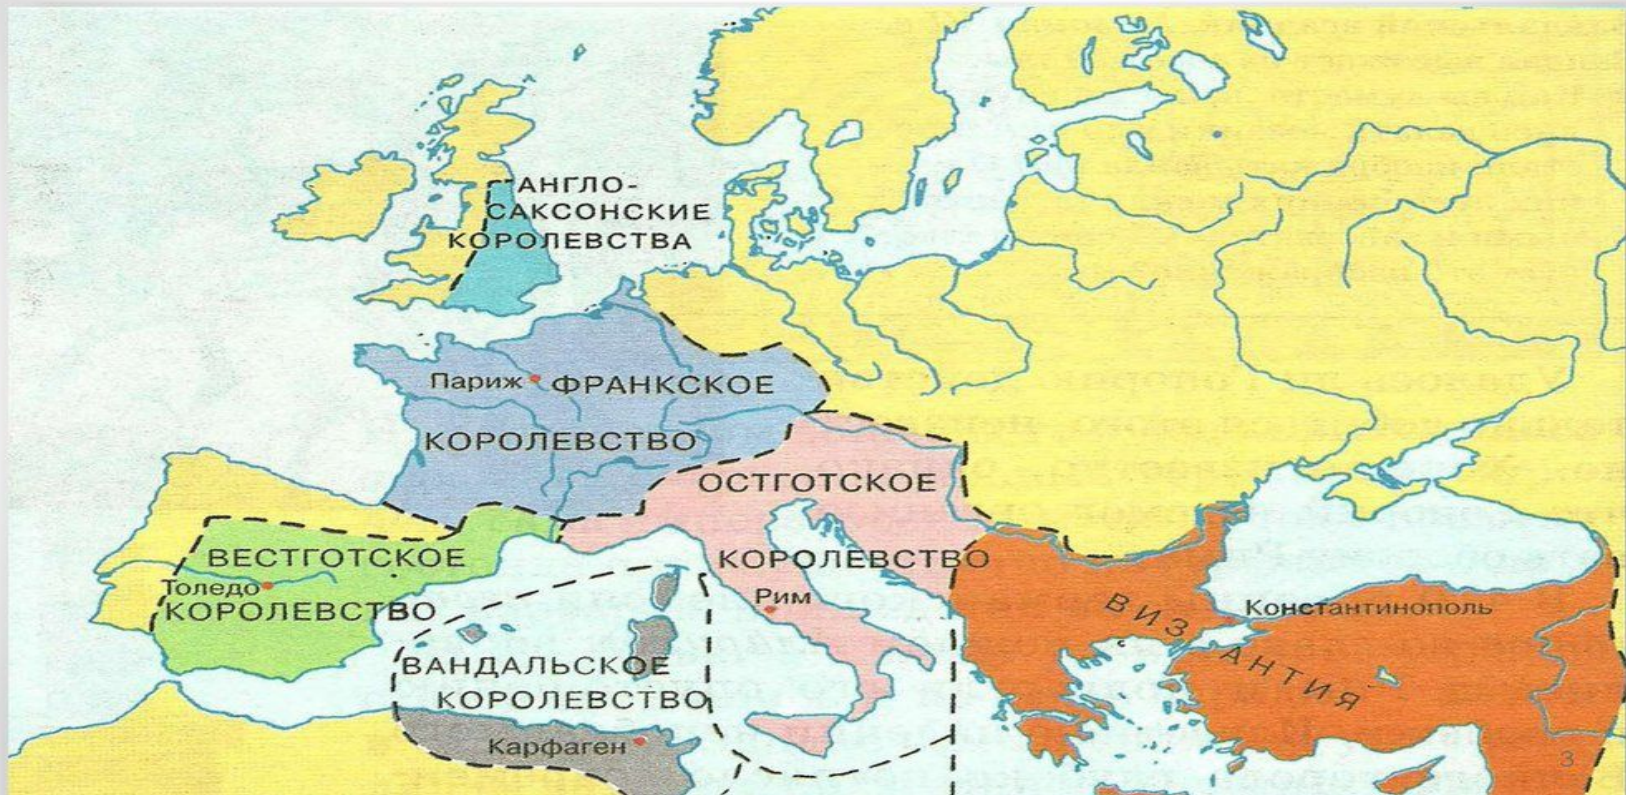 АНГЛО-
САКСОНСКИЕ
КОРОЛЕВСТВА
Париж
ФРАНКСКОЕ
КОРОЛЕВСТВО
ОСТГОТСКОЕ
КОРОЛЕВСТВО
Рим
ВЕСТГОТСКОЕ
Толедо
КОРОЛЕВСТВО
ВАНДАЛЬСКОЕ
КОРОЛЕВСТВО
Карфаген
ВИЗАНТИЯ
Константинополь
3